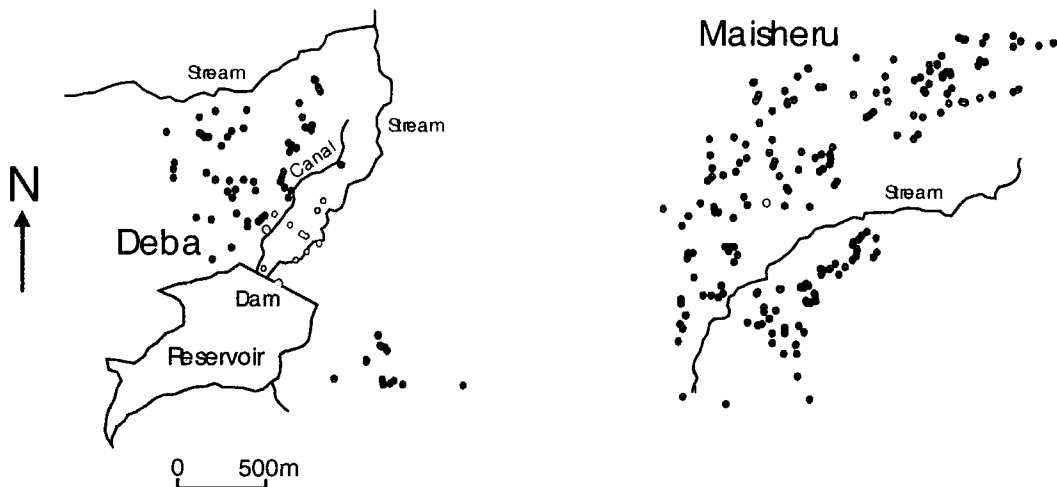 Maisheru
Stream
Stream
Canal
N
Stream
Deba
Dam
Reservoir
0 500m